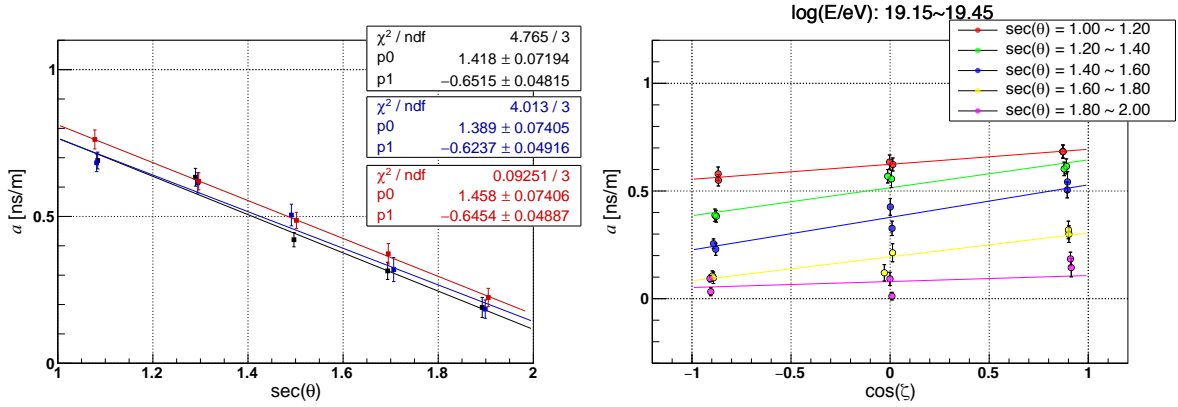 χ² / ndf 4.765 / 3
p0 1.418 ± 0.07194
p1 −0.6515 ± 0.04815
χ² / ndf 4.013 / 3
p0 1.389 ± 0.07405
p1 −0.6237 ± 0.04916
χ² / ndf 0.09251 / 3
p0 1.458 ± 0.07406
p1 −0.6454 ± 0.04887
a [ns/m]
1
0.5
0
1 1.2 1.4 1.6 1.8 2
sec(θ)
log(E/eV): 19.15~19.45
sec(θ) = 1.00 ~ 1.20
sec(θ) = 1.20 ~ 1.40
sec(θ) = 1.40 ~ 1.60
sec(θ) = 1.60 ~ 1.80
sec(θ) = 1.80 ~ 2.00
a [ns/m]
1
0.5
0
−1 −0.5 0 0.5 1
cos(ζ)